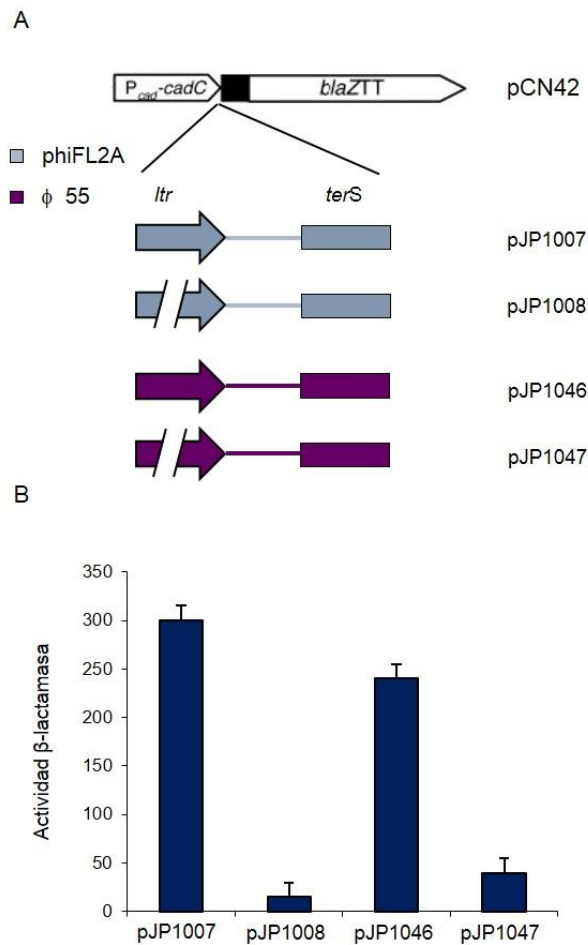 A
Pcad-cadC blaZTT pCN42
phiFL2A
ϕ 55
ltr terS
pJP1007
pJP1008
pJP1046
pJP1047
B
Actividad β-lactamasa
350
300
250
200
150
100
50
0
pJP1007 pJP1008 pJP1046 pJP1047